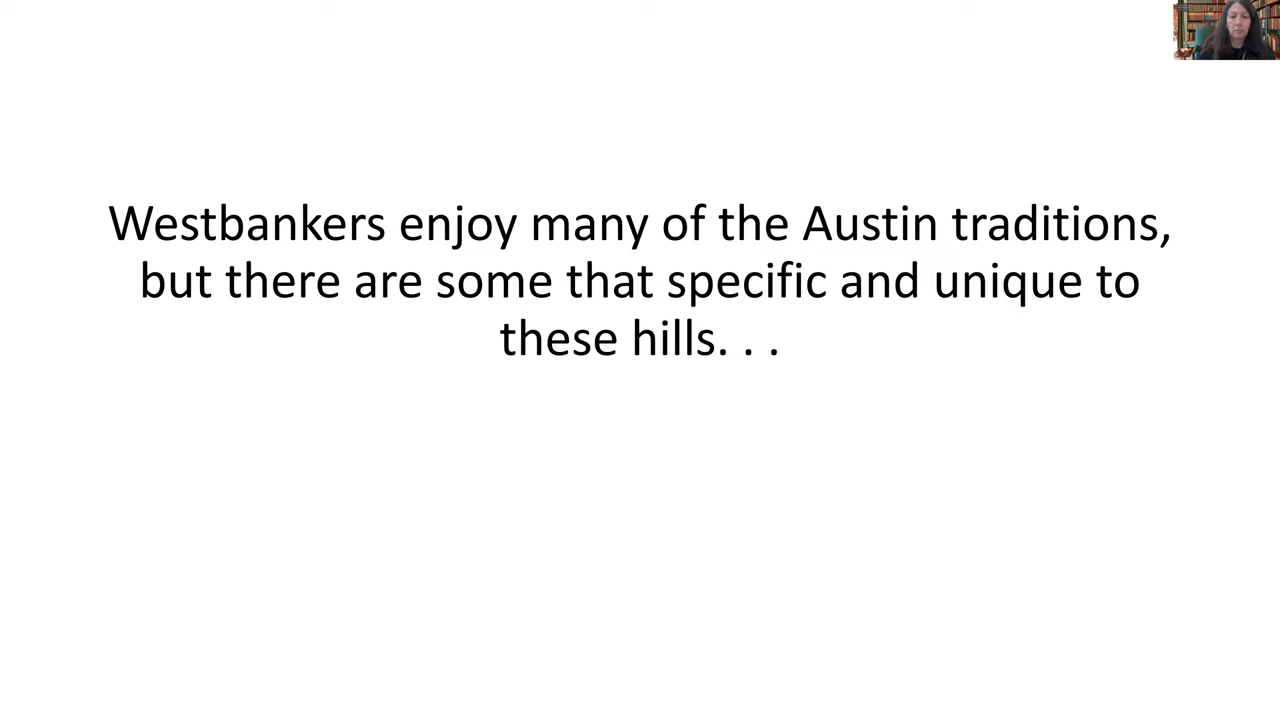 Westbankers enjoy many of the Austin traditions,
but there are some that specific and unique to
these hills. . .